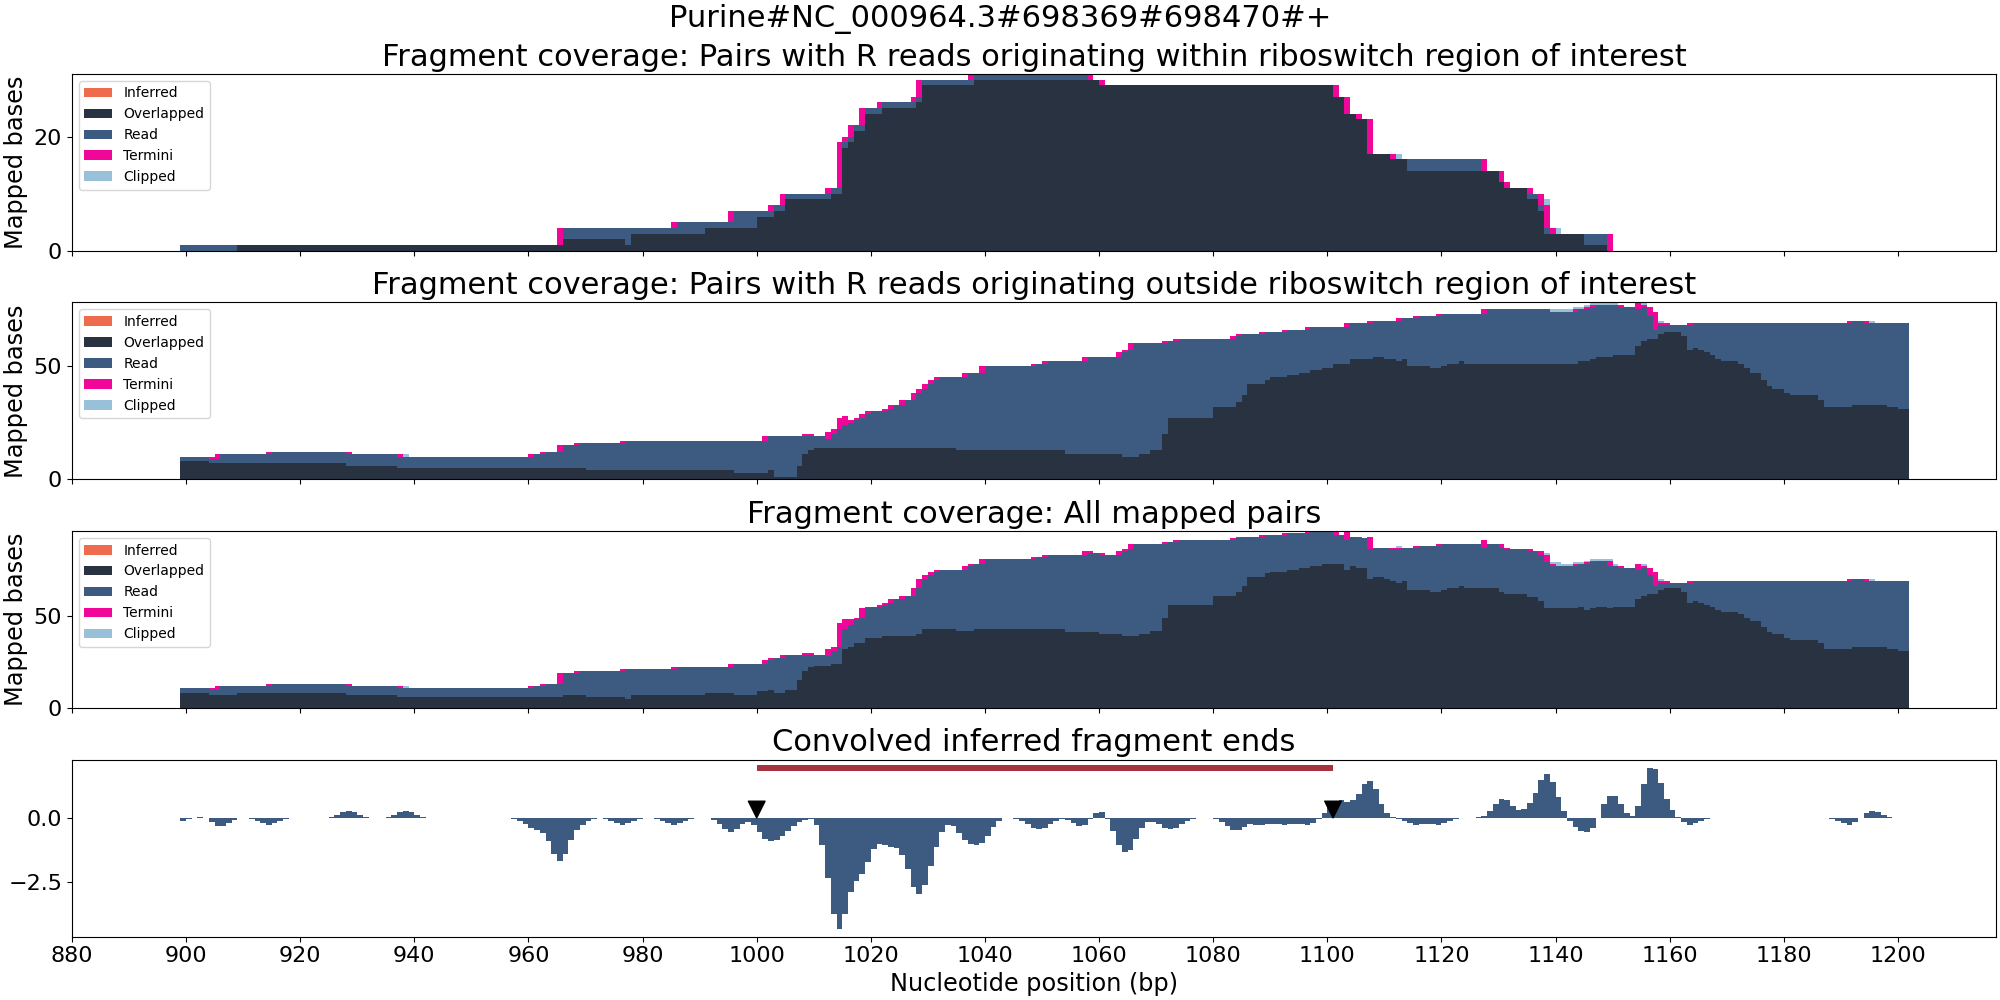 Purine#NC_000964.3#698369#698470#+
Fragment coverage: Pairs with R reads originating within riboswitch region of interest
Mapped bases
20
0
Inferred
Overlapped
Read
Termini
Clipped
Fragment coverage: Pairs with R reads originating outside riboswitch region of interest
Mapped bases
50
0
Inferred
Overlapped
Read
Termini
Clipped
Fragment coverage: All mapped pairs
Mapped bases
50
0
Inferred
Overlapped
Read
Termini
Clipped
Convolved inferred fragment ends
0.0
−2.5
880 900 920 940 960 980 1000 1020 1040 1060 1080 1100 1120 1140 1160 1180 1200
Nucleotide position (bp)